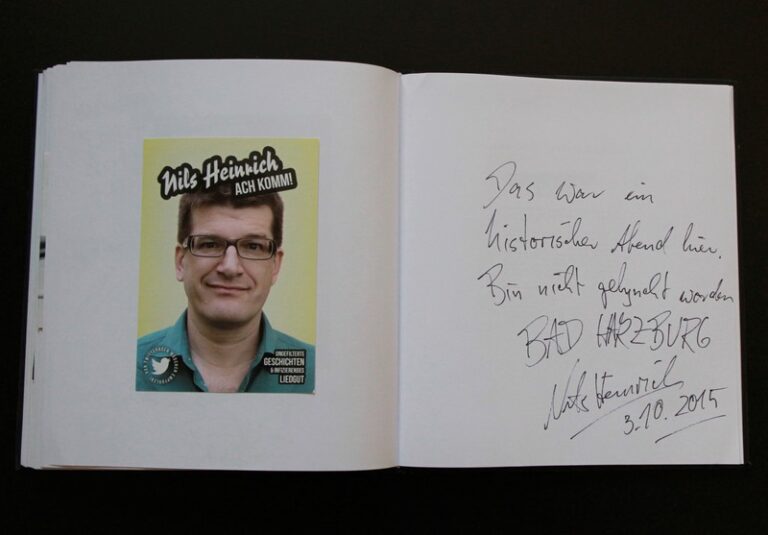 Nils Heinrich
ACH KOMM!
UNGEFILTERTE
GESCHICHTEN
& INFIZIERENDES
LIEDGUT
Das war ein
historischer Abend hier.
Bin nicht gelyncht worden
BAD HARZBURG
Nils Heinrich
3.10.2015